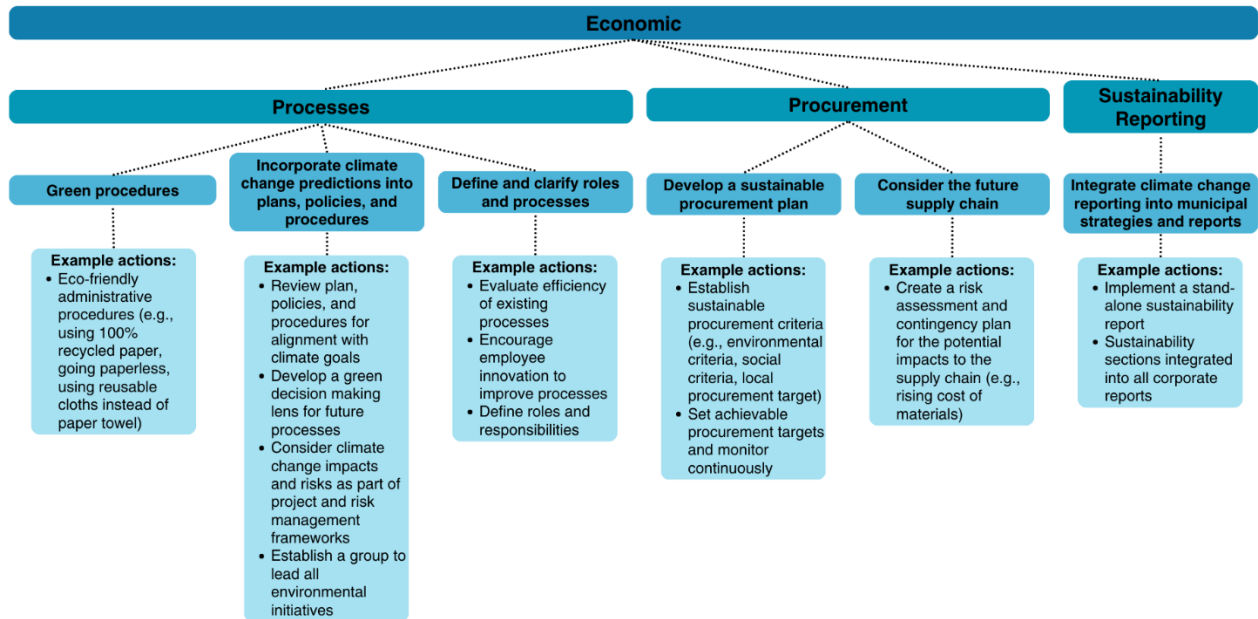 Economic
Processes
Procurement
Sustainability
Reporting
Green procedures
Incorporate climate
change predictions into
plans, policies, and
procedures
Define and clarify roles
and processes
Develop a sustainable
procurement plan
Consider the future
supply chain
Integrate climate change
reporting into municipal
strategies and reports
Example actions:
• Eco-friendly
administrative
procedures (e.g.,
using 100%
recycled paper,
going paperless,
using reusable
cloths instead of
paper towel)
Example actions:
• Review plan,
policies, and
procedures for
alignment with
climate goals
• Develop a green
decision making
lens for future
processes
• Consider climate
change impacts
and risks as part of
project and risk
management
frameworks
• Establish a group to
lead all
environmental
initiatives
Example actions:
• Evaluate efficiency
of existing
processes
• Encourage
employee
innovation to
improve processes
• Define roles and
responsibilities
Example actions:
• Establish
sustainable
procurement criteria
(e.g., environmental
criteria, social
criteria, local
procurement target)
• Set achievable
procurement targets
and monitor
continuously
Example actions:
• Create a risk
assessment and
contingency plan
for the potential
impacts to the
supply chain (e.g.,
rising cost of
materials)
Example actions:
• Implement a stand-
alone sustainability
report
• Sustainability
sections integrated
into all corporate
reports